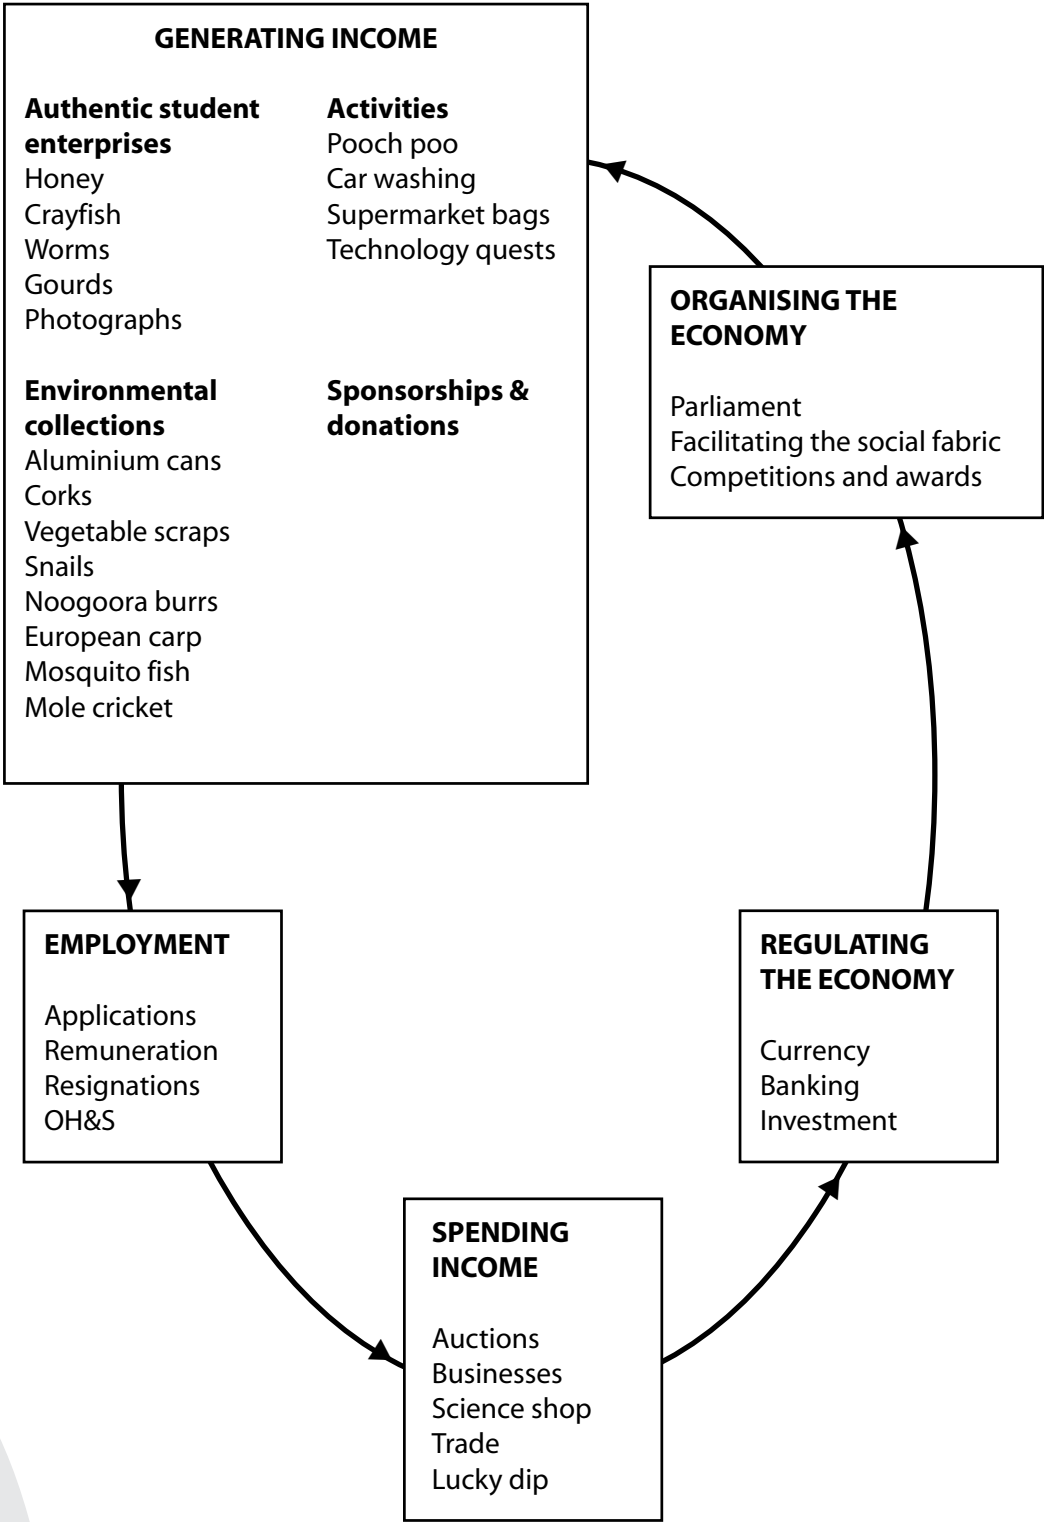 GENERATING INCOME
Authentic student
enterprises
Honey
Crayfish
Worms
Gourds
Photographs
Activities
Pooch poo
Car washing
Supermarket bags
Technology quests
Environmental
collections
Aluminium cans
Corks
Vegetable scraps
Snails
Noogoora burrs
European carp
Mosquito fish
Mole cricket
Sponsorships &
donations
ORGANISING THE
ECONOMY
Parliament
Facilitating the social fabric
Competitions and awards
EMPLOYMENT
Applications
Remuneration
Resignations
OH&S
REGULATING
THE ECONOMY
Currency
Banking
Investment
SPENDING
INCOME
Auctions
Businesses
Science shop
Trade
Lucky dip